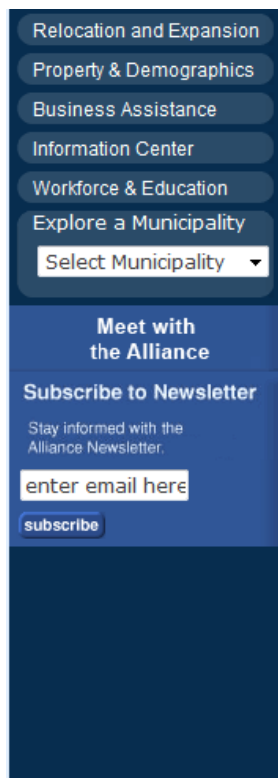 Relocation and Expansion
Property & Demographics
Business Assistance
Information Center
Workforce & Education
Explore a Municipality
Select Municipality
Meet with
the Alliance
Subscribe to Newsletter
Stay informed with the
Alliance Newsletter.
enter email here
subscribe